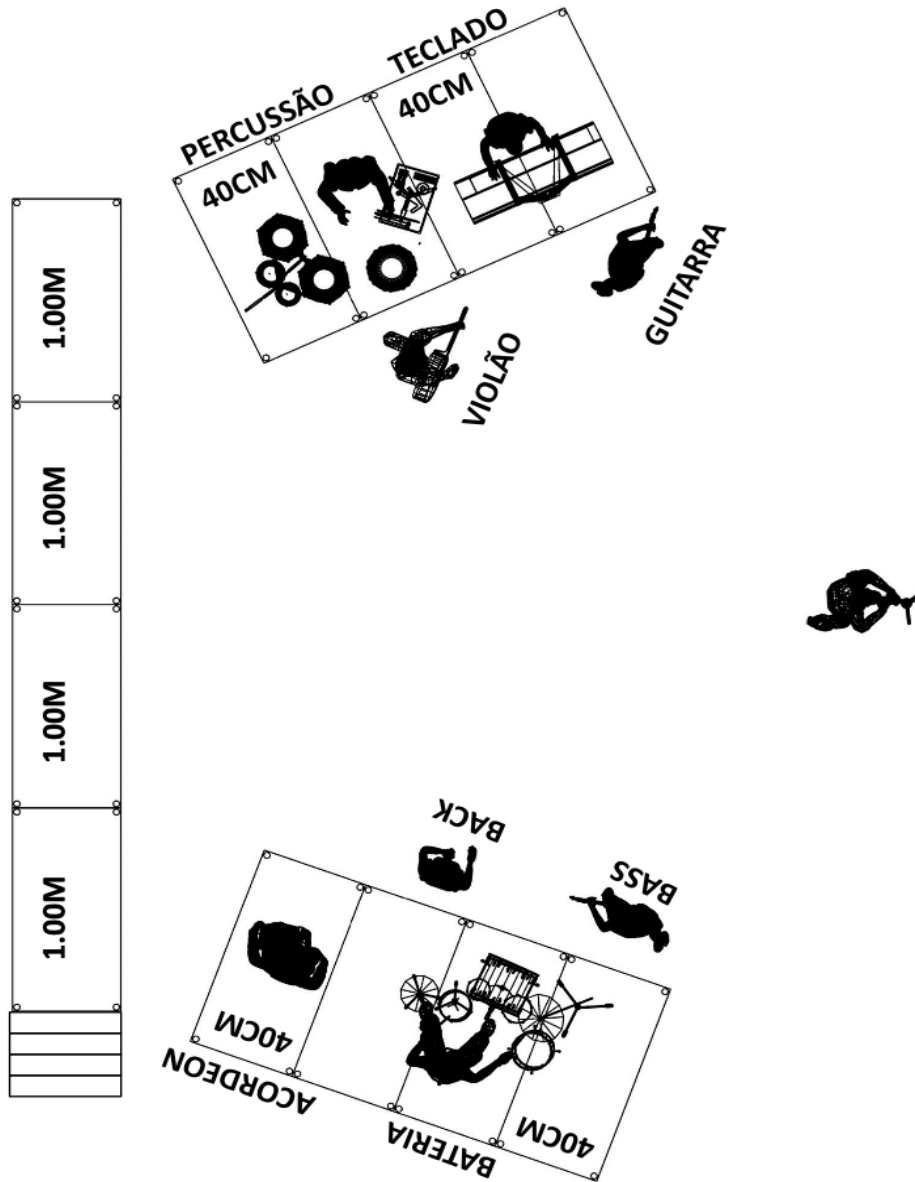 TECLADO
PERCUSSÃO
40CM
40CM
GUITARRA
VIOLÃO
1.00M
1.00M
1.00M
1.00M
BACK
BASS
40CM
ACORDEON
BATERIA
40CM